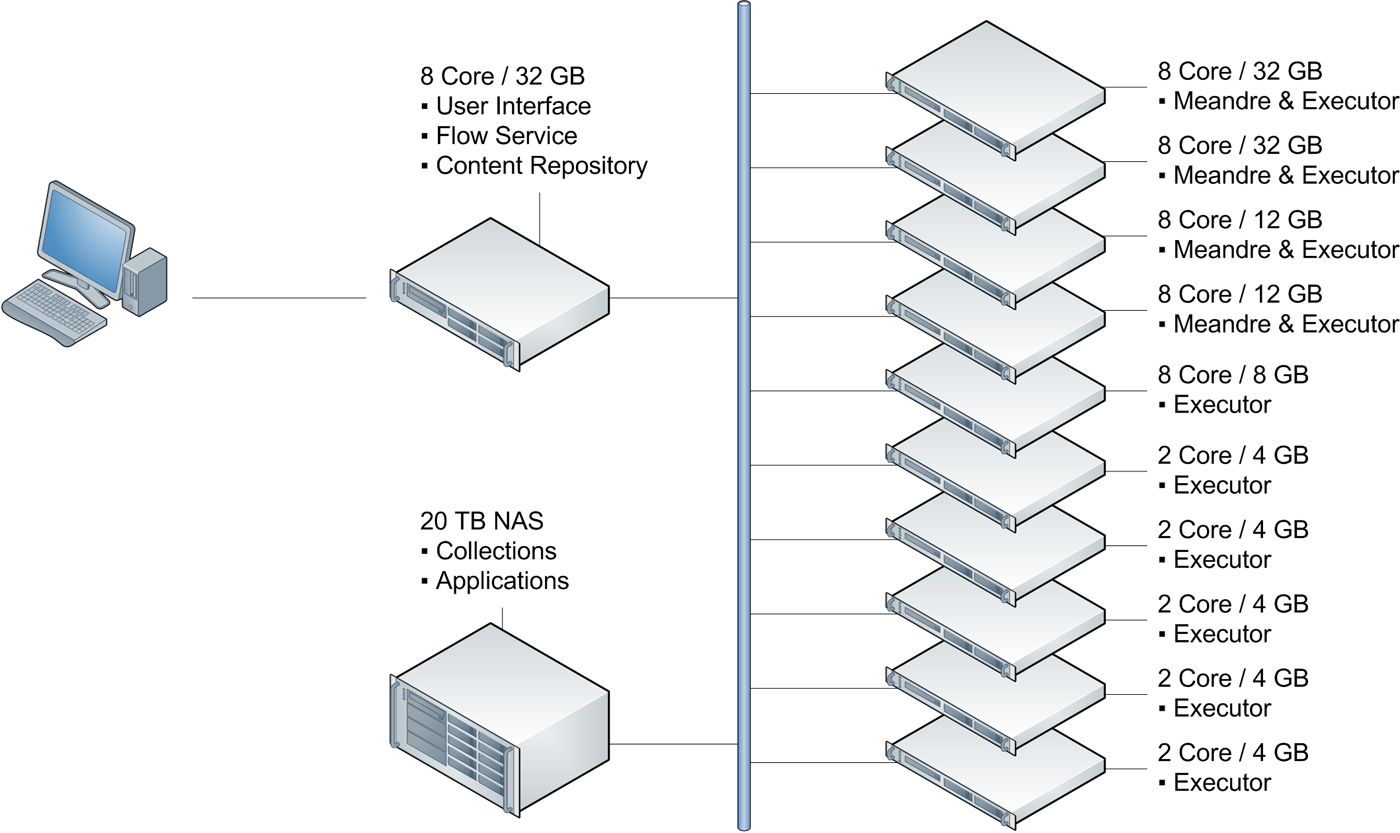 8 Core / 32 GB
▪ User Interface
▪ Flow Service
▪ Content Repository
20 TB NAS
▪ Collections
▪ Applications
8 Core / 32 GB
▪ Meandre & Executor
8 Core / 32 GB
▪ Meandre & Executor
8 Core / 12 GB
▪ Meandre & Executor
8 Core / 12 GB
▪ Meandre & Executor
8 Core / 8 GB
▪ Executor
2 Core / 4 GB
▪ Executor
2 Core / 4 GB
▪ Executor
2 Core / 4 GB
▪ Executor
2 Core / 4 GB
▪ Executor
2 Core / 4 GB
▪ Executor